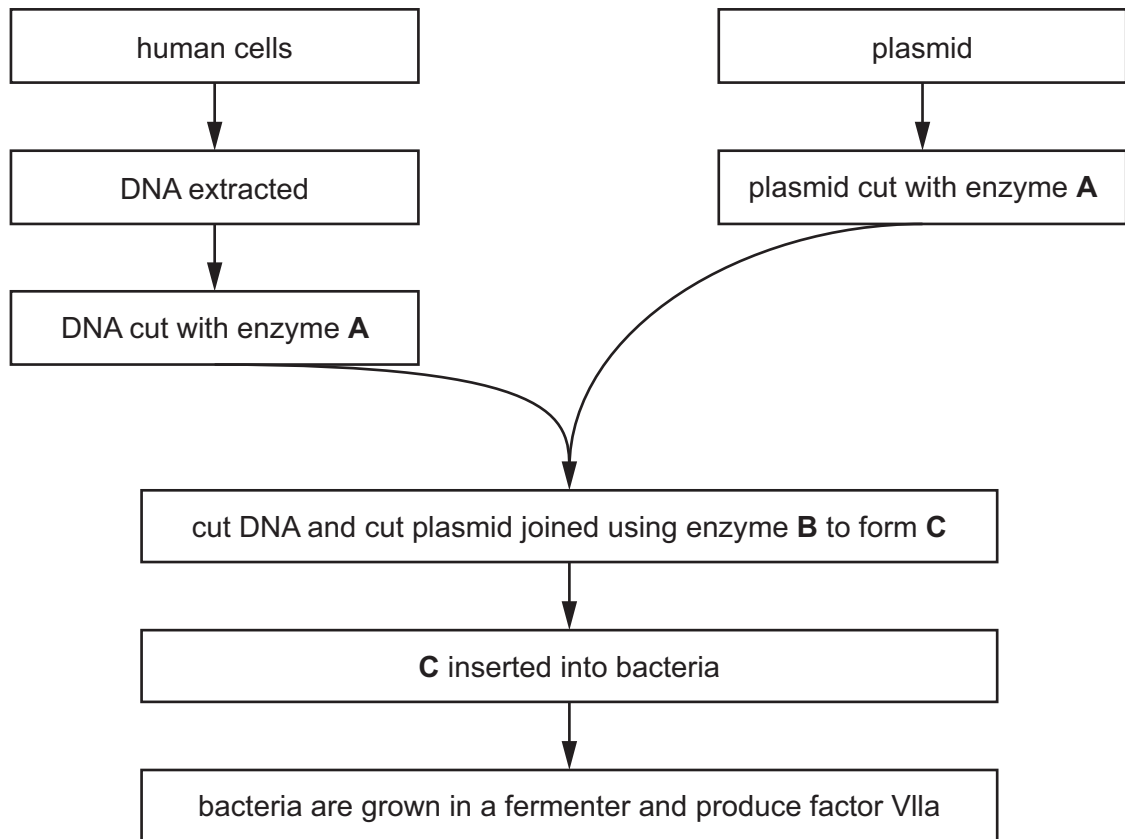 human cells
plasmid
DNA extracted
plasmid cut with enzyme A
DNA cut with enzyme A
cut DNA and cut plasmid joined using enzyme B to form C
C inserted into bacteria
bacteria are grown in a fermenter and produce factor VIIa